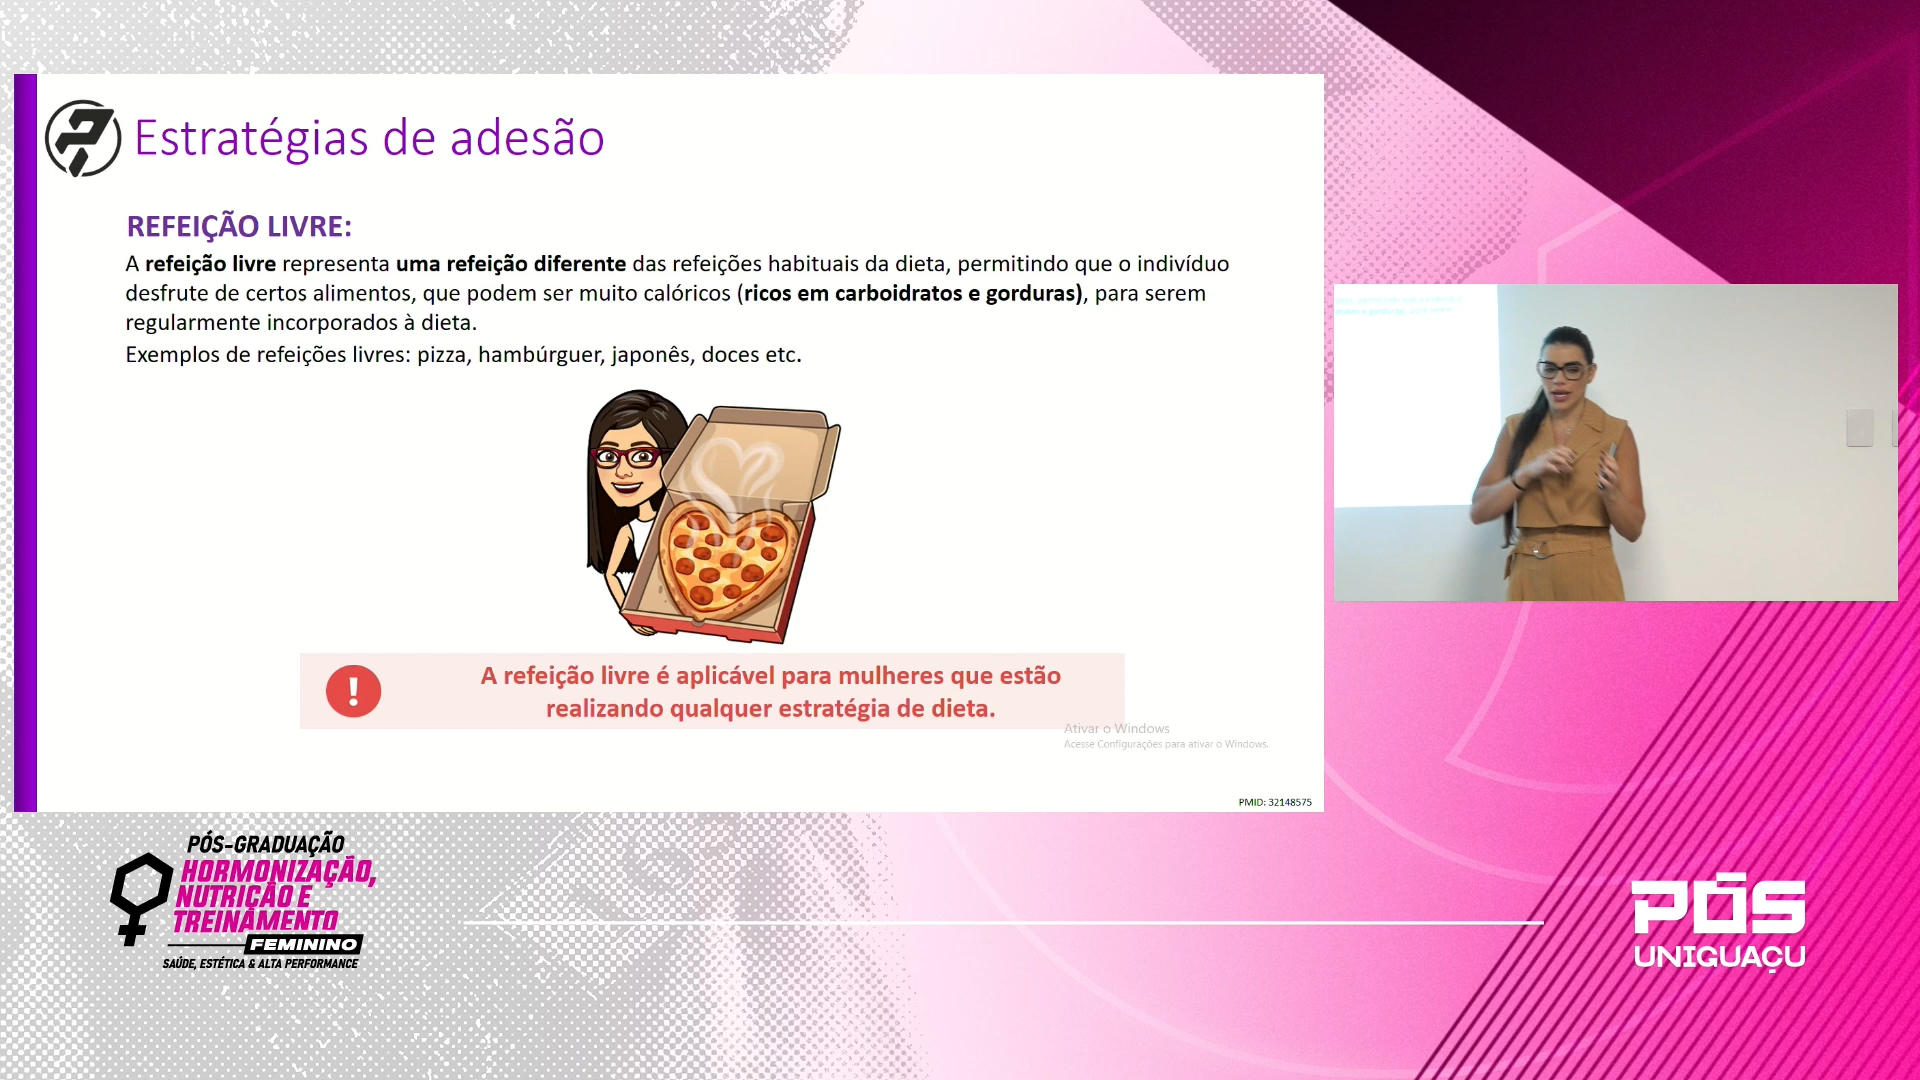 Estratégias de adesão
REFEIÇÃO LIVRE:
A refeição livre representa uma refeição diferente das refeições habituais da dieta, permitindo que o indivíduo
desfrute de certos alimentos, que podem ser muito calóricos (ricos em carboidratos e gorduras), para serem
regularmente incorporados à dieta.
Exemplos de refeições livres: pizza, hambúrguer, japonês, doces etc.
!
A refeição livre é aplicável para mulheres que estão
realizando qualquer estratégia de dieta.
Ativar o Windows
Acesse Configurações para ativar o Windows.
PMID: 32148575
PÓS-GRADUAÇÃO
HORMONIZAÇÃO,
NUTRIÇÃO E
TREINAMENTO
FEMININO
SAÚDE, ESTÉTICA & ALTA PERFORMANCE
PÓS
UNIGUAÇU